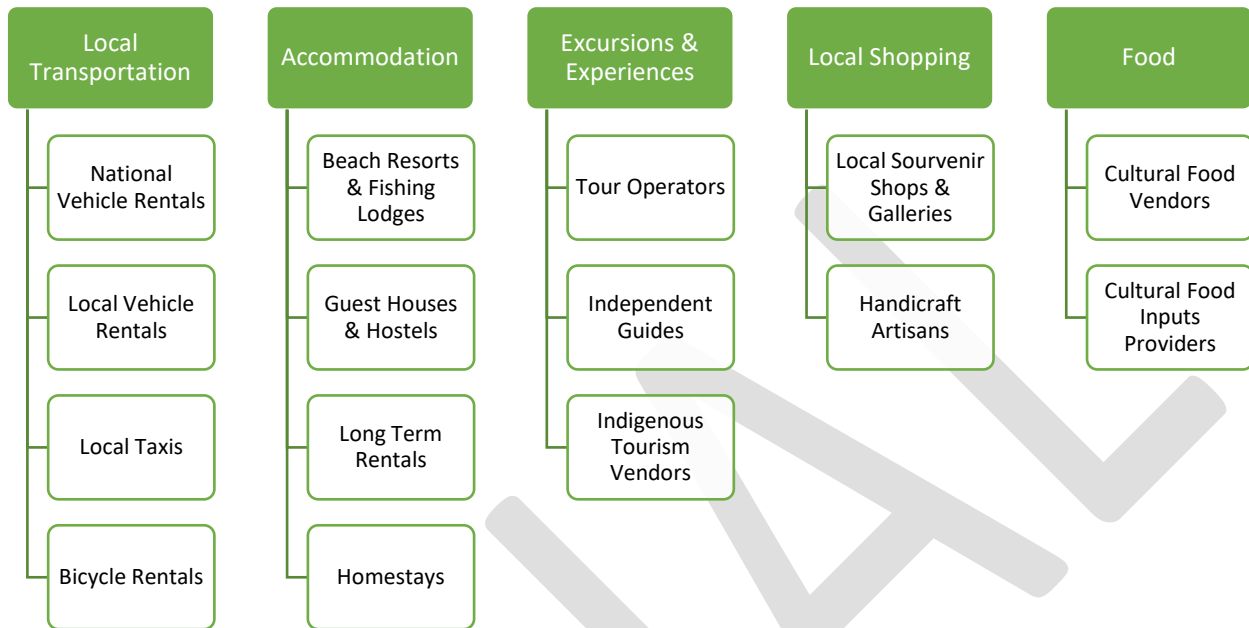 Local
Transportation
National
Vehicle Rentals
Local Vehicle
Rentals
Local Taxis
Bicycle Rentals
Accommodation
Beach Resorts
& Fishing
Lodges
Guest Houses
& Hostels
Long Term
Rentals
Homestays
Excursions &
Experiences
Tour Operators
Independent
Guides
Indigenous
Tourism
Vendors
Local Shopping
Local Sourvenir
Shops &
Galleries
Handicraft
Artisans
Food
Cultural Food
Vendors
Cultural Food
Inputs
Providers